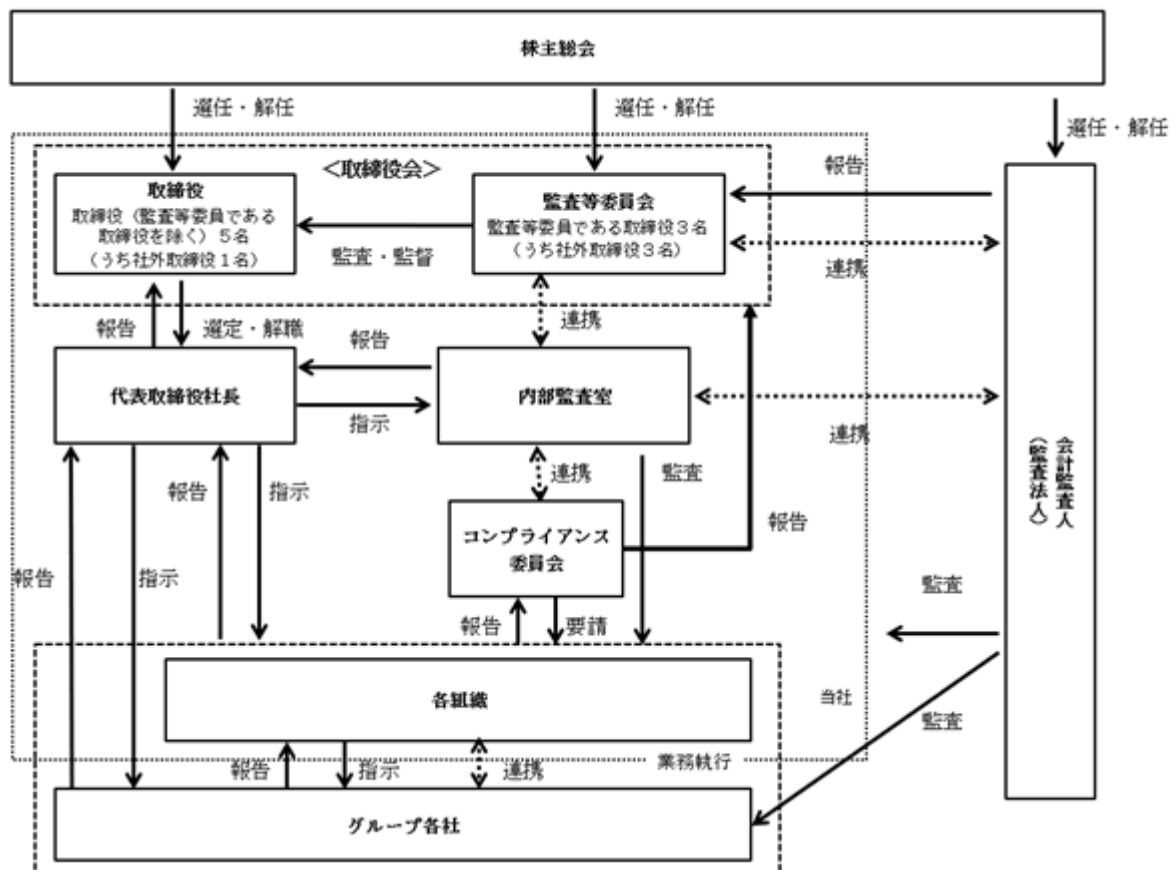 株主総会
選任・解任
選任・解任
選任・解任
<取締役会>
取締役
取締役（監査等委員である
取締役を除く）５名
（うち社外取締役１名）
監査・監督
監査等委員会
監査等委員である取締役３名
（うち社外取締役３名）
報告
連携
報告
選定・解職
報告
連携
代表取締役社長
指示
内部監査室
連携
会計監査人
（監査法人）
報告
指示
連携
監査
コンプライアンス
委員会
報告
報告
指示
報告
要請
監査
各組織
当社
監査
報告
指示
連携
業務執行
グループ各社